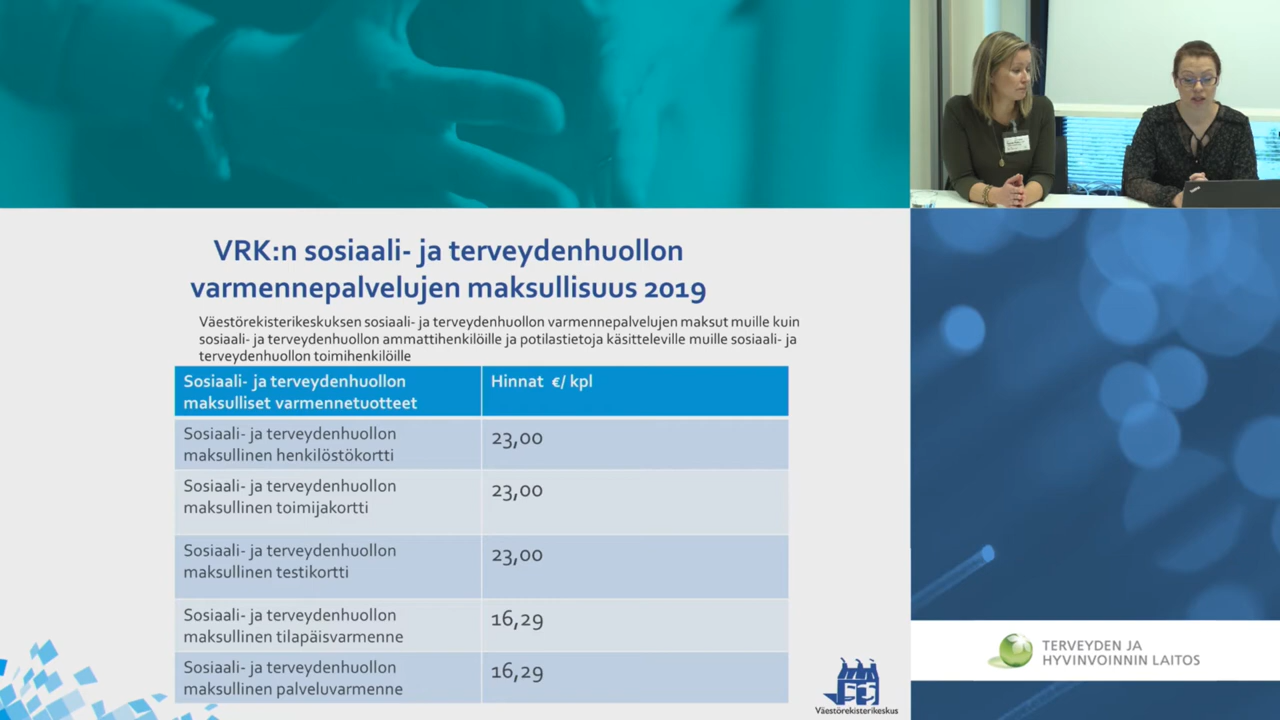 VRK:n sosiaali- ja terveydenhuollon
varmennepalvelujen maksullisuus 2019
Väestörekisterikeskuksen sosiaali- ja terveydenhuollon varmennepalvelujen maksut muille kuin
sosiaali- ja terveydenhuollon ammattihenkilöille ja potilastietoja käsitteleville muille sosiaali- ja
terveydenhuollon toimihenkilöille
Sosiaali- ja terveydenhuollon
maksulliset varmennetuotteet
Hinnat €/ kpl
Sosiaali- ja terveydenhuollon
maksullinen henkilöstökortti
23,00
Sosiaali- ja terveydenhuollon
maksullinen toimijakortti
23,00
Sosiaali- ja terveydenhuollon
maksullinen testikortti
23,00
Sosiaali- ja terveydenhuollon
maksullinen tilapäisvarmenne
16,29
Sosiaali- ja terveydenhuollon
maksullinen palveluvarmenne
16,29
Väestörekisterikeskus
TERVEYDEN JA
HYVINVOINNIN LAITOS